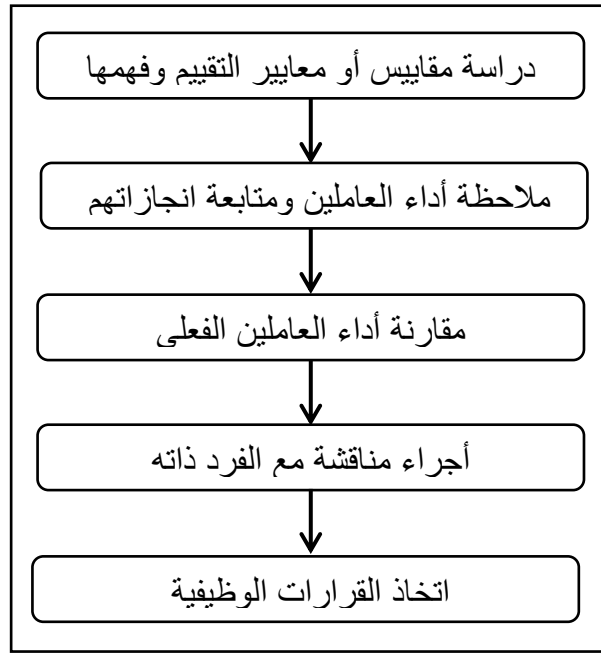 دراسة مقاييس أو معايير التقييم وفهمها
ملاحظة أداء العاملين ومتابعة انجازاتهم
مقارنة أداء العاملين الفعلي
أجراء مناقشة مع الفرد ذاته
اتخاذ القرارات الوظيفية